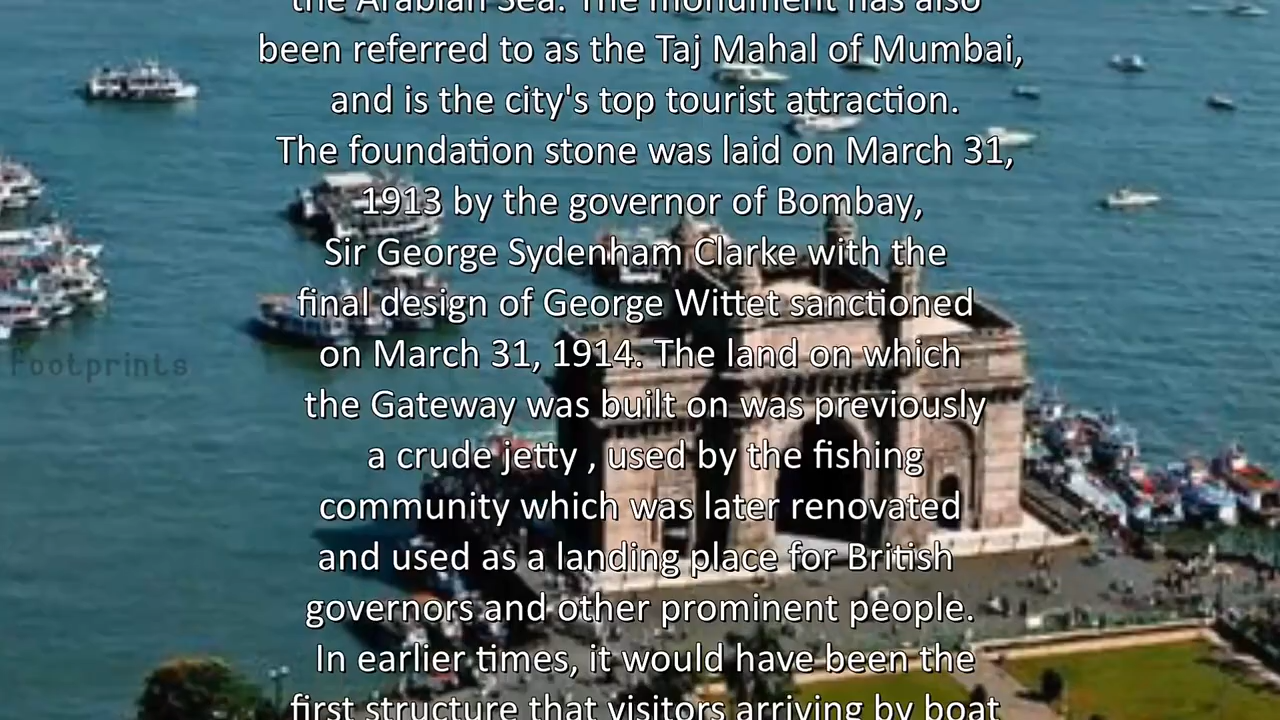 the Arabian Sea. The monument has also
been referred to as the Taj Mahal of Mumbai,
and is the city's top tourist attraction.
The foundation stone was laid on March 31,
1913 by the governor of Bombay,
Sir George Sydenham Clarke with the
final design of George Wittet sanctioned
on March 31, 1914. The land on which
Footprints
the Gateway was built on was previously
a crude jetty , used by the fishing
community which was later renovated
and used as a landing place for British
governors and other prominent people.
In earlier times, it would have been the
first structure that visitors arriving by boat